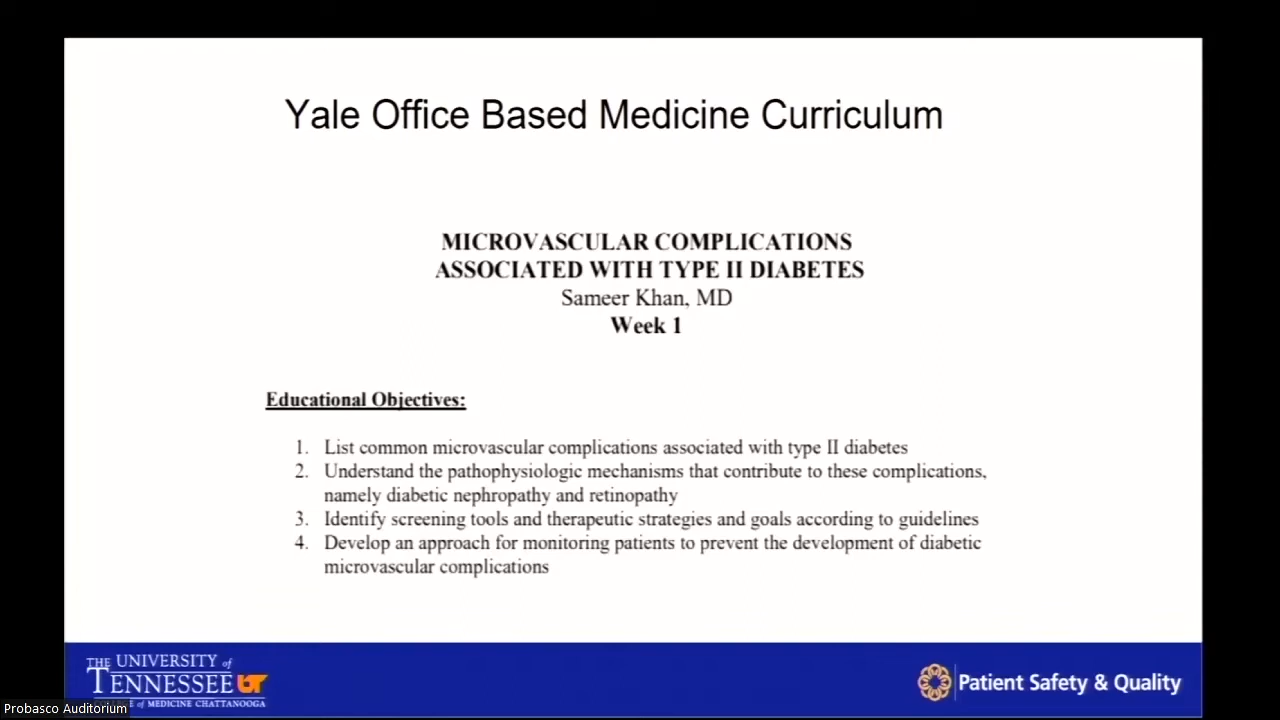 Yale Office Based Medicine Curriculum
MICROVASCULAR COMPLICATIONS
ASSOCIATED WITH TYPE II DIABETES
Sameer Khan, MD
Week 1
Educational Objectives:
1. List common microvascular complications associated with type II diabetes
2. Understand the pathophysiologic mechanisms that contribute to these complications,
namely diabetic nephropathy and retinopathy
3. Identify screening tools and therapeutic strategies and goals according to guidelines
4. Develop an approach for monitoring patients to prevent the development of diabetic
microvascular complications
THE UNIVERSITY of
TENNESSEE UT
of MEDICINE CHATTANOOGA
Patient Safety & Quality
Probasco Auditorium